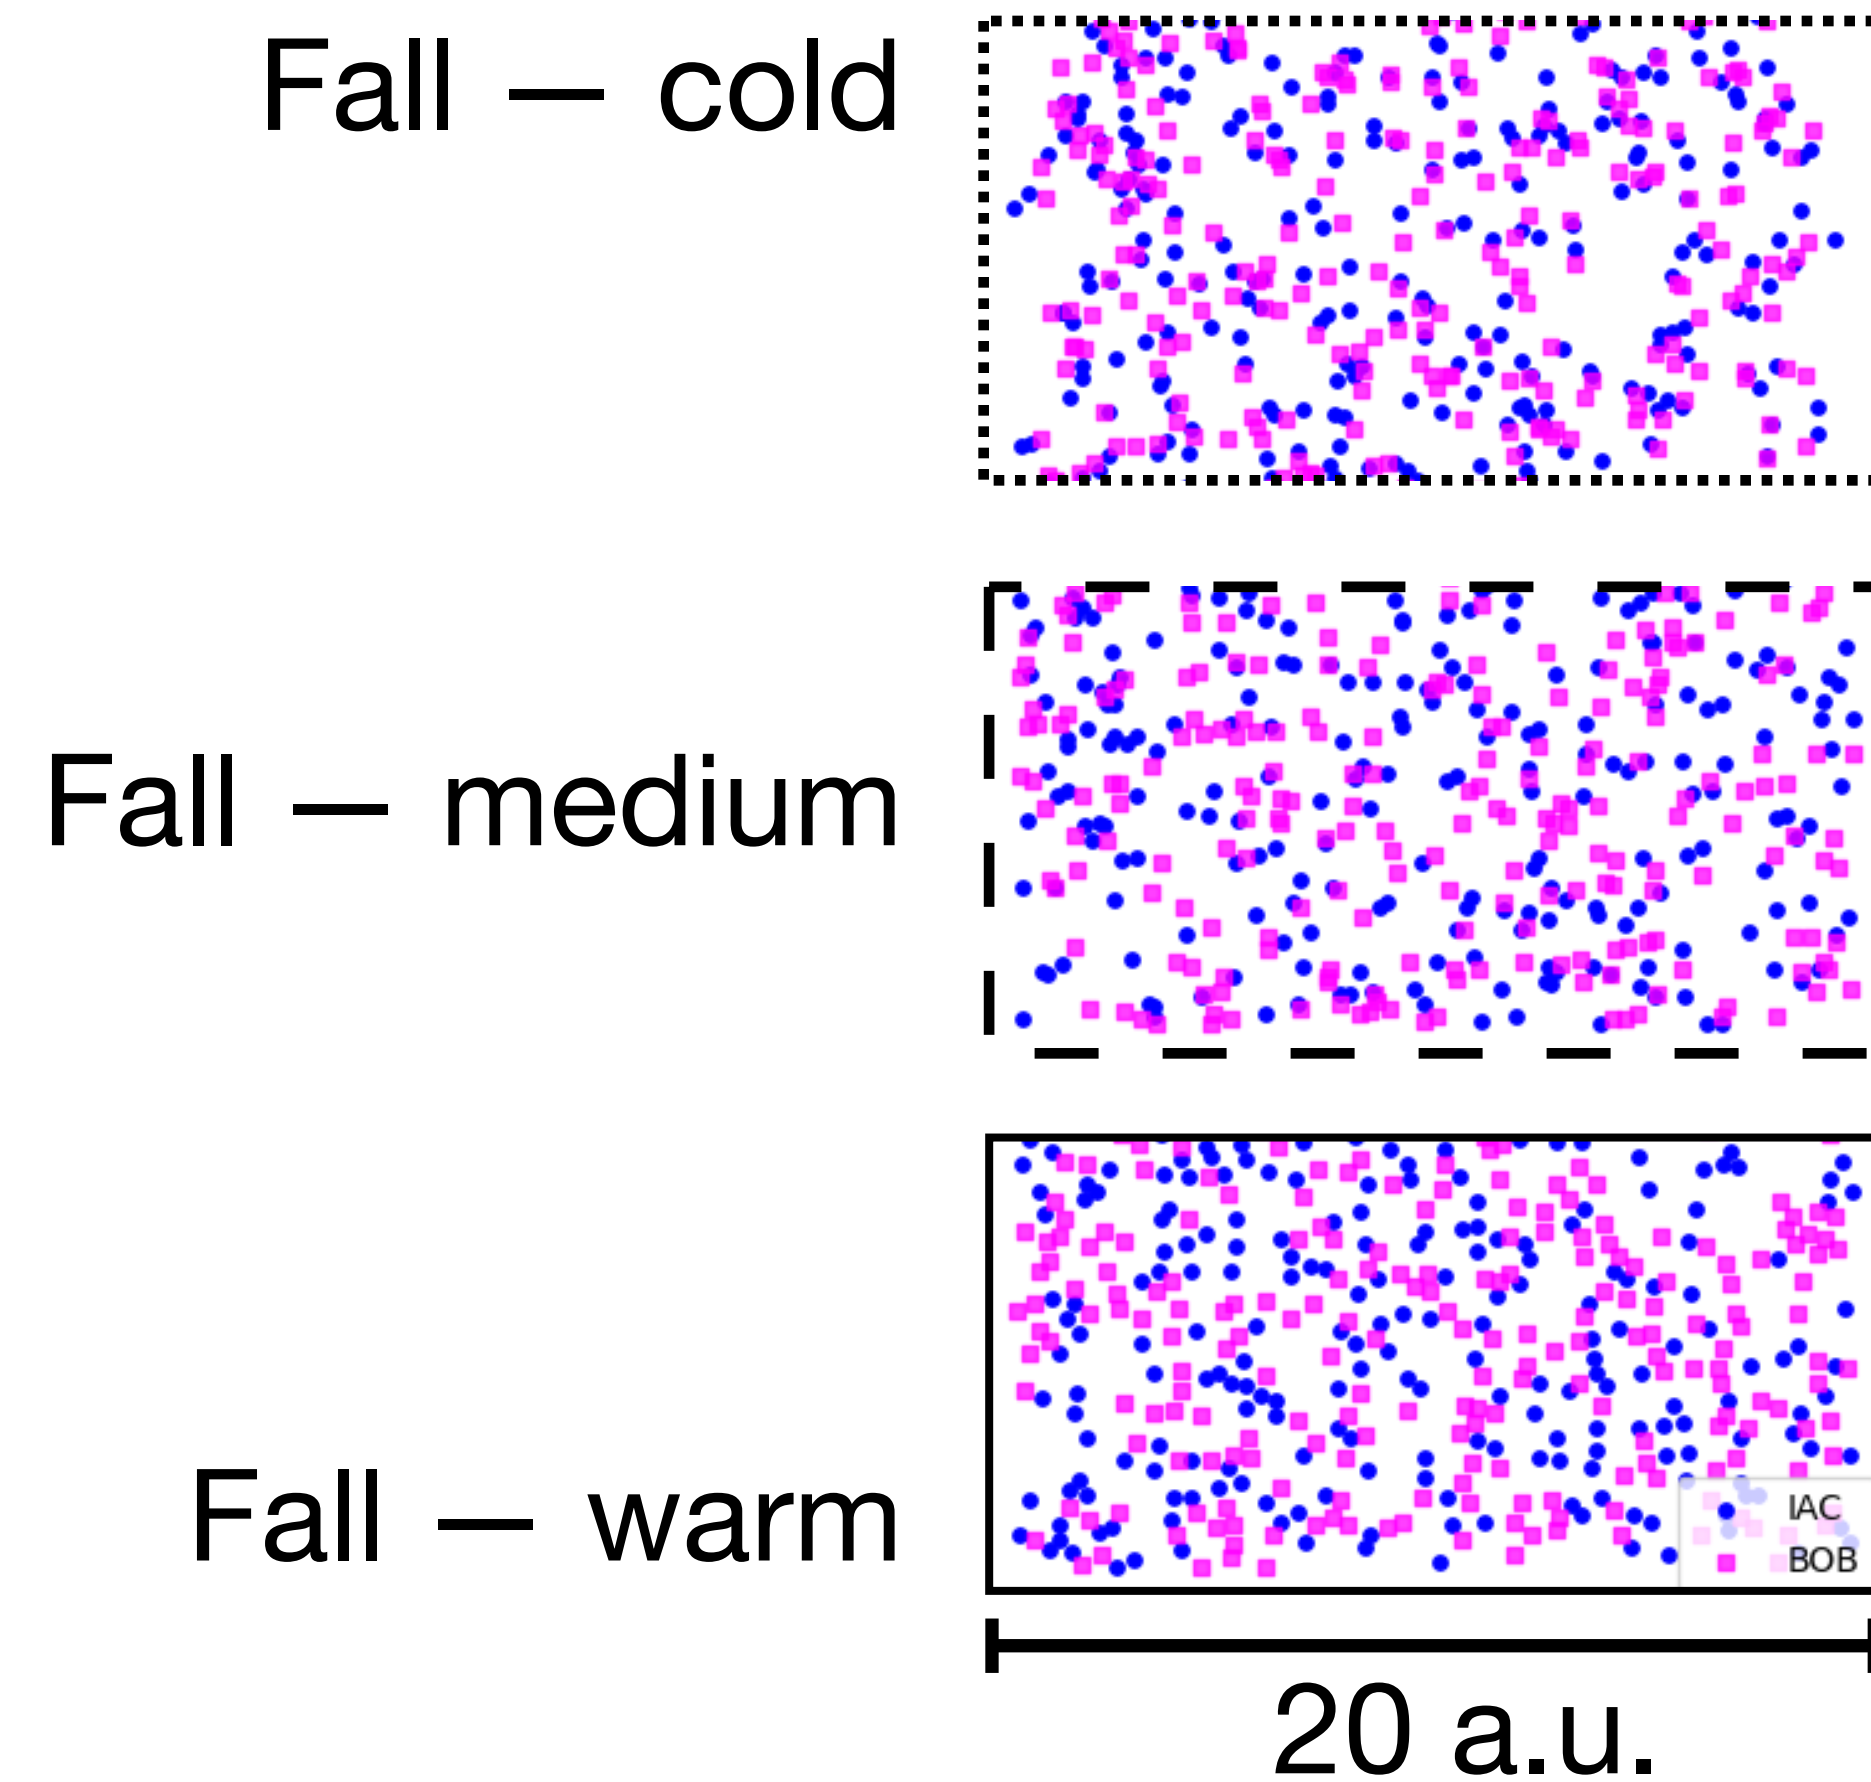 Fall — cold
Fall — medium
Fall — warm
IAC
BOB
20 a.u.